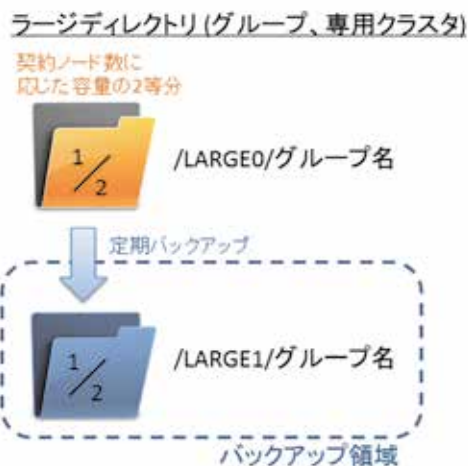 ラージディレクトリ(グループ、専用クラスタ)
契約ノード数に
応じた容量の2等分
1/2
/LARGE0/グループ名
定期バックアップ
1/2
/LARGE1/グループ名
バックアップ領域